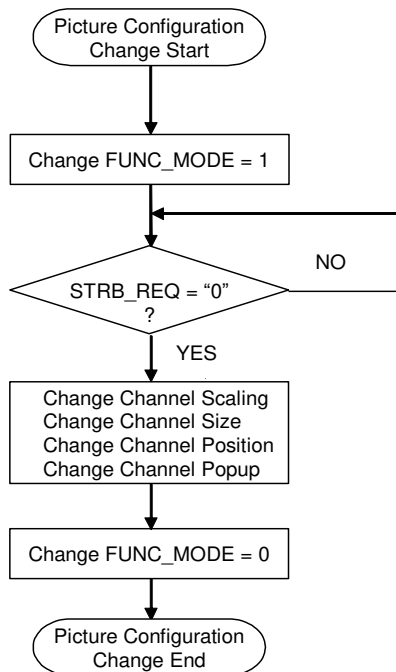 Picture Configuration
Change Start
Change FUNC_MODE = 1
NO
STRB_REQ = “0”
?
YES
Change Channel Scaling
Change Channel Size
Change Channel Position
Change Channel Popup
Change FUNC_MODE = 0
Picture Configuration
Change End